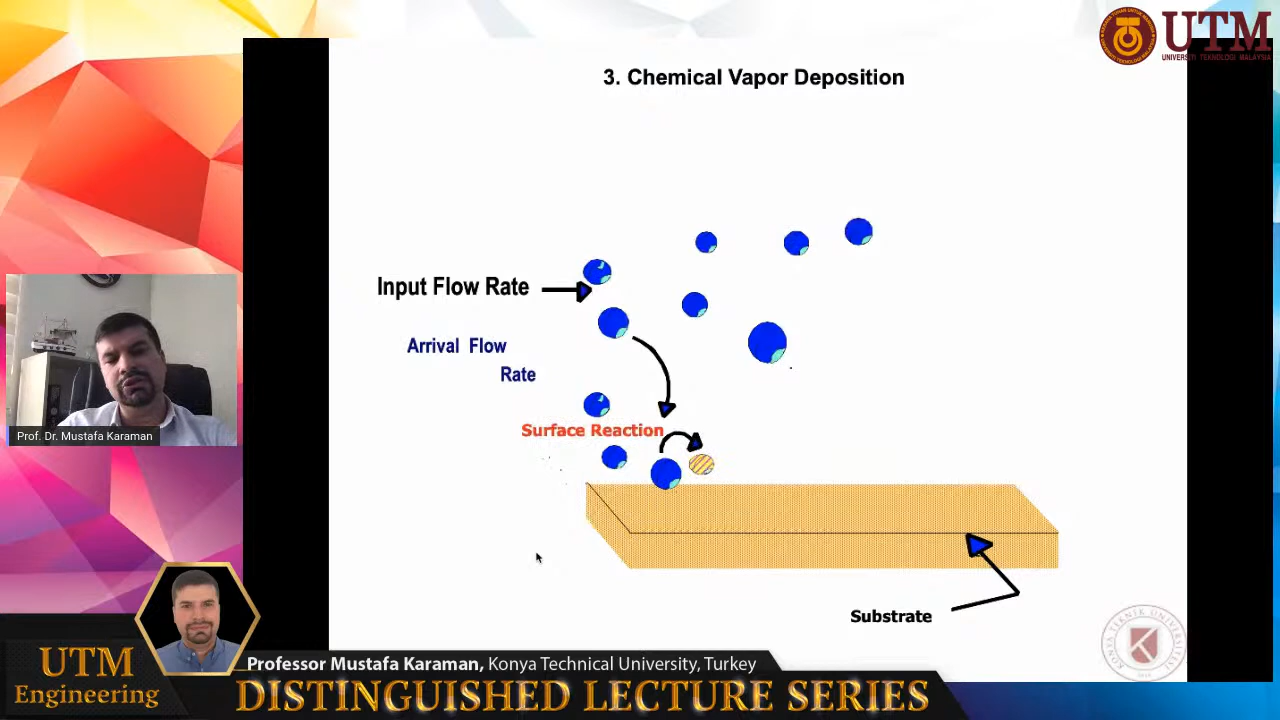 UTM
UNIVERSITI TEKNOLOGI MALAYSIA
3. Chemical Vapor Deposition
Input Flow Rate
Arrival Flow
Rate
Surface Reaction
Substrate
Prof. Dr. Mustafa Karaman
UTM
Engineering
Professor Mustafa Karaman, Konya Technical University, Turkey
DISTINGUISHED LECTURE SERIES